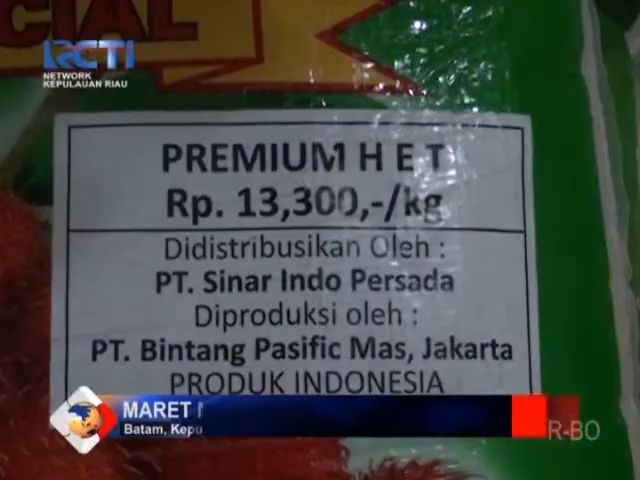 CIAL
RCTI
NETWORK
KEPULAUAN RIAU
PREMIUM H E T
Rp. 13,300,-/kg
Didistribusikan Oleh :
PT. Sinar Indo Persada
Diproduksi oleh :
PT. Bintang Pasific Mas, Jakarta
PRODUK INDONESIA
MARET
Batam, Kepu.
R-BO